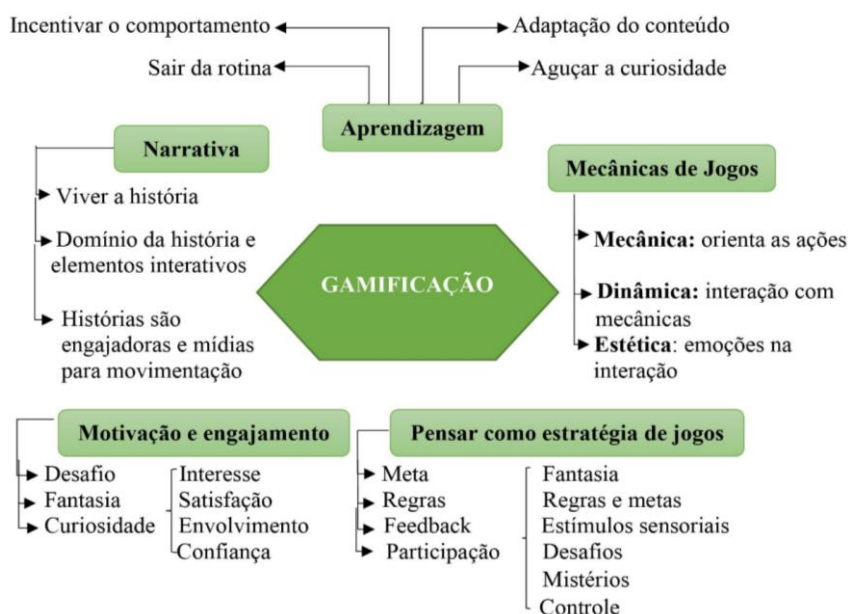 Incentivar o comportamento
Adaptação do conteúdo
Sair da rotina
Aguçar a curiosidade
Aprendizagem
Narrativa
Viver a história
Domínio da história e
elementos interativos
Histórias são
engajadoras e mídias
para movimentação
Mecânicas de Jogos
Mecânica: orienta as ações
Dinâmica: interação com
mecânicas
Estética: emoções na
interação
GAMIFICAÇÃO
Motivação e engajamento
Desafio
Fantasia
Curiosidade
Interesse
Satisfação
Envolvimento
Confiança
Pensar como estratégia de jogos
Meta
Regras
Feedback
Participação
Fantasia
Regras e metas
Estímulos sensoriais
Desafios
Mistérios
Controle